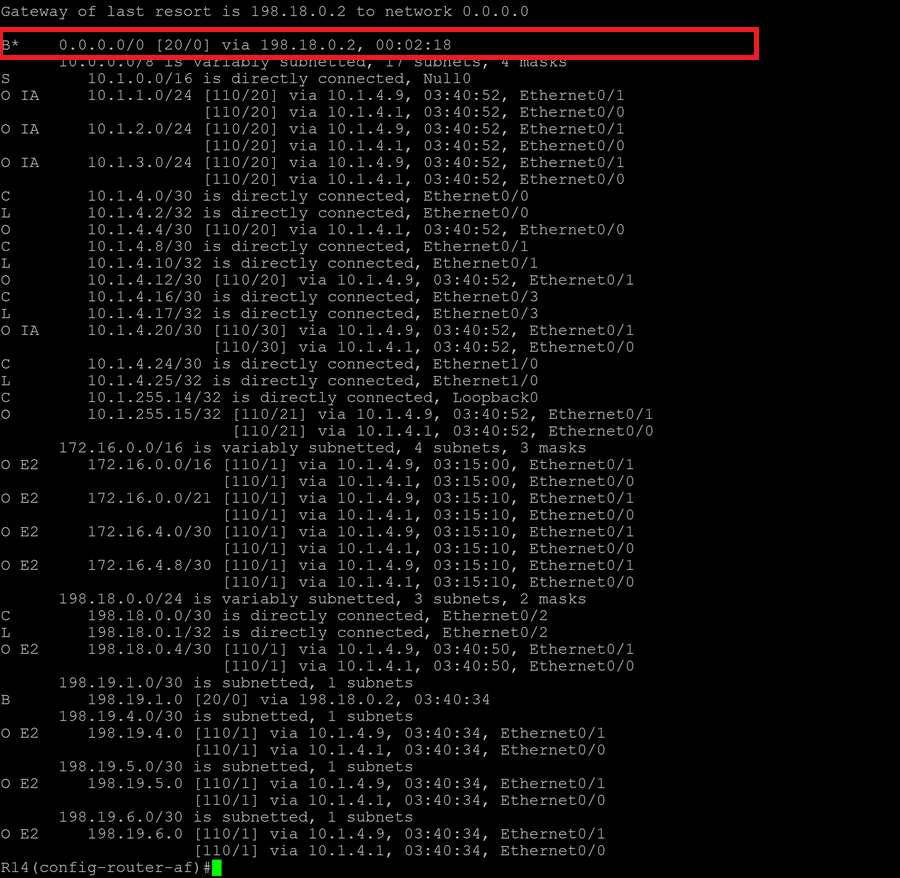 Gateway of last resort is 198.18.0.2 to network 0.0.0.0
B*    0.0.0.0/0 [20/0] via 198.18.0.2, 00:02:18
      10.0.0.0/8 is variably subnetted, 17 subnets, 4 masks
S        10.1.0.0/16 is directly connected, Null0
O IA     10.1.1.0/24 [110/20] via 10.1.4.9, 03:40:52, Ethernet0/1
                     [110/20] via 10.1.4.1, 03:40:52, Ethernet0/0
O IA     10.1.2.0/24 [110/20] via 10.1.4.9, 03:40:52, Ethernet0/1
                     [110/20] via 10.1.4.1, 03:40:52, Ethernet0/0
O IA     10.1.3.0/24 [110/20] via 10.1.4.9, 03:40:52, Ethernet0/1
                     [110/20] via 10.1.4.1, 03:40:52, Ethernet0/0
C        10.1.4.0/30 is directly connected, Ethernet0/0
L        10.1.4.2/32 is directly connected, Ethernet0/0
O        10.1.4.4/30 [110/20] via 10.1.4.1, 03:40:52, Ethernet0/0
C        10.1.4.8/30 is directly connected, Ethernet0/1
L        10.1.4.10/32 is directly connected, Ethernet0/1
O        10.1.4.12/30 [110/20] via 10.1.4.9, 03:40:52, Ethernet0/1
C        10.1.4.16/30 is directly connected, Ethernet0/3
L        10.1.4.17/32 is directly connected, Ethernet0/3
O IA     10.1.4.20/30 [110/30] via 10.1.4.9, 03:40:52, Ethernet0/1
                      [110/30] via 10.1.4.1, 03:40:52, Ethernet0/0
C        10.1.4.24/30 is directly connected, Ethernet1/0
L        10.1.4.25/32 is directly connected, Ethernet1/0
C        10.1.255.14/32 is directly connected, Loopback0
O        10.1.255.15/32 [110/21] via 10.1.4.9, 03:40:52, Ethernet0/1
                        [110/21] via 10.1.4.1, 03:40:52, Ethernet0/0
      172.16.0.0/16 is variably subnetted, 4 subnets, 3 masks
O E2     172.16.0.0/16 [110/1] via 10.1.4.9, 03:15:00, Ethernet0/1
                       [110/1] via 10.1.4.1, 03:15:00, Ethernet0/0
O E2     172.16.0.0/21 [110/1] via 10.1.4.9, 03:15:10, Ethernet0/1
                       [110/1] via 10.1.4.1, 03:15:10, Ethernet0/0
O E2     172.16.4.0/30 [110/1] via 10.1.4.9, 03:15:10, Ethernet0/1
                       [110/1] via 10.1.4.1, 03:15:10, Ethernet0/0
O E2     172.16.4.8/30 [110/1] via 10.1.4.9, 03:15:10, Ethernet0/1
                       [110/1] via 10.1.4.1, 03:15:10, Ethernet0/0
      198.18.0.0/24 is variably subnetted, 3 subnets, 2 masks
C        198.18.0.0/30 is directly connected, Ethernet0/2
L        198.18.0.1/32 is directly connected, Ethernet0/2
O E2     198.18.0.4/30 [110/1] via 10.1.4.9, 03:40:50, Ethernet0/1
                       [110/1] via 10.1.4.1, 03:40:50, Ethernet0/0
      198.19.1.0/30 is subnetted, 1 subnets
B        198.19.1.0 [20/0] via 198.18.0.2, 03:40:34
      198.19.4.0/30 is subnetted, 1 subnets
O E2     198.19.4.0 [110/1] via 10.1.4.9, 03:40:34, Ethernet0/1
                    [110/1] via 10.1.4.1, 03:40:34, Ethernet0/0
      198.19.5.0/30 is subnetted, 1 subnets
O E2     198.19.5.0 [110/1] via 10.1.4.9, 03:40:34, Ethernet0/1
                    [110/1] via 10.1.4.1, 03:40:34, Ethernet0/0
      198.19.6.0/30 is subnetted, 1 subnets
O E2     198.19.6.0 [110/1] via 10.1.4.9, 03:40:34, Ethernet0/1
                    [110/1] via 10.1.4.1, 03:40:34, Ethernet0/0
R14(config-router-af)#